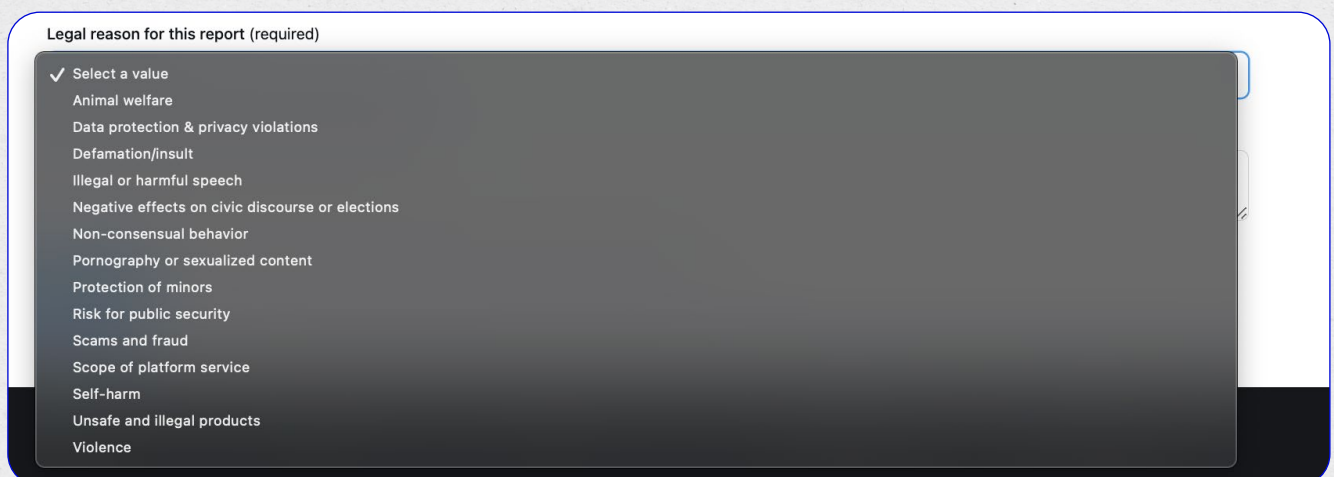 Legal reason for this report (required)
Select a value
Animal welfare
Data protection & privacy violations
Defamation/insult
Illegal or harmful speech
Negative effects on civic discourse or elections
Non-consensual behavior
Pornography or sexualized content
Protection of minors
Risk for public security
Scams and fraud
Scope of platform service
Self-harm
Unsafe and illegal products
Violence